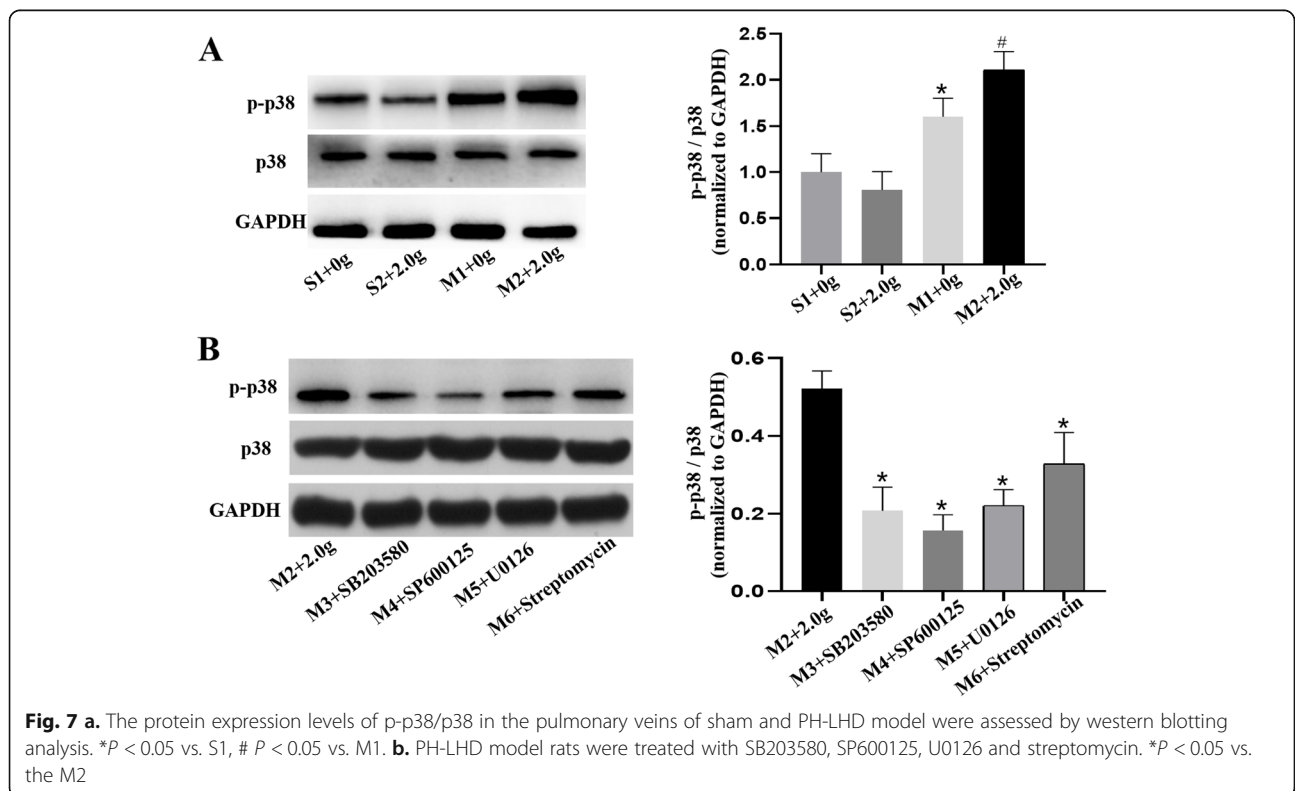 A
p-p38
p38
GAPDH
S1+0g
S2+2.0g
M1+0g
M2+2.0g
p-p38 / p38
(normalized to GAPDH)
2.5
2.0
1.5
1.0
0.5
0.0
*
#
S1+0g
S2+2.0g
M1+0g
M2+2.0g
B
p-p38
p38
GAPDH
M2+2.0g
M3+SB203580
M4+SP600125
M5+U0126
M6+Streptomycin
p-p38 / p38
(normalized to GAPDH)
0.6
0.4
0.2
0.0
*
*
*
*
M2+2.0g
M3+SB203580
M4+SP600125
M5+U0126
M6+Streptomycin
Fig. 7 a. The protein expression levels of p-p38/p38 in the pulmonary veins of sham and PH-LHD model were assessed by western blotting
analysis. *P < 0.05 vs. S1, # P < 0.05 vs. M1. b. PH-LHD model rats were treated with SB203580, SP600125, U0126 and streptomycin. *P < 0.05 vs.
the M2